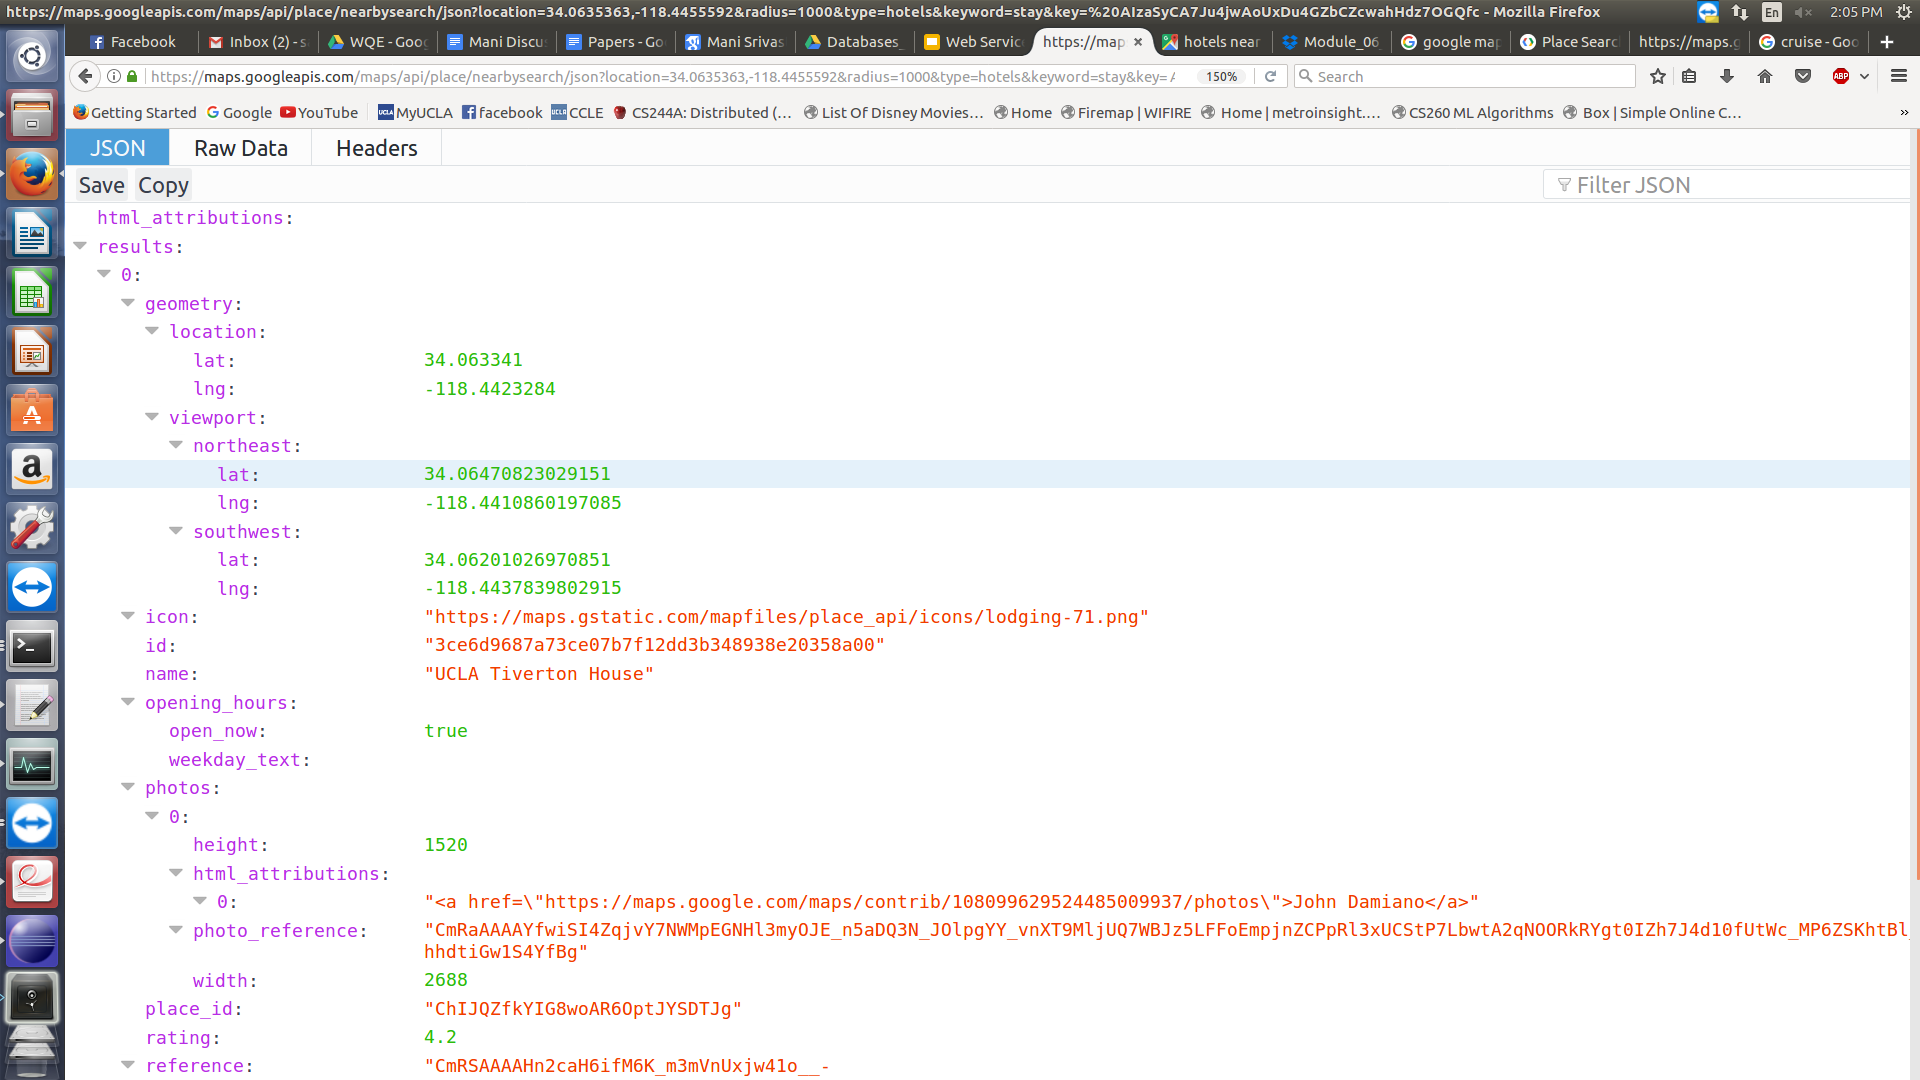 https://maps.googleapis.com/maps/api/place/nearbysearch/json?location=34.0635363,-118.4455592&radius=1000&type=hotels&keyword=stay&key=%20AIzaSyCA7Ju4jwAoUxDu4GZbCZcwahHdz7OGQfc - Mozilla Firefox
En
2:05 PM
Facebook
Inbox (2) - s
WQE - Goog
Mani Discu
Papers - Go
Mani Srivas
Databases_
Web Servic
https://map
hotels near
Module_06
google map
Place Searc
https://maps.g
cruise - Goo
https://maps.googleapis.com/maps/api/place/nearbysearch/json?location=34.0635363,-118.4455592&radius=1000&type=hotels&keyword=stay&key= A
150%
Search
ABP
Getting Started
Google
YouTube
MyUCLA
facebook
CCLE
CS244A: Distributed (...
List Of Disney Movies...
Home
Firemap | WIFIRE
Home | metroinsight....
CS260 ML Algorithms
Box | Simple Online C...
»
JSON
Raw Data
Headers
Save
Copy
Filter JSON
html_attributions:
results:
0:
geometry:
location:
lat: 34.063341
lng: -118.4423284
viewport:
northeast:
lat: 34.06470823029151
lng: -118.4410860197085
southwest:
lat: 34.06201026970851
lng: -118.4437839802915
icon: "https://maps.gstatic.com/mapfiles/place_api/icons/lodging-71.png"
id: "3ce6d9687a73ce07b7f12dd3b348938e20358a00"
name: "UCLA Tiverton House"
opening_hours:
open_now: true
weekday_text:
photos:
0:
height: 1520
html_attributions:
0: "<a href=\"https://maps.google.com/maps/contrib/108099629524485009937/photos\">John Damiano</a>"
photo_reference: "CmRaAAAAYfwiSI4ZqjvY7NWMpEGNHl3myOJE_n5aDQ3N_JOlpgYY_vnXT9MljUQ7WBJz5LFFoEmpjnZCPpRl3xUCStP7LbwtA2qNOORkRYgt0IZh7J4d10fUtWc_MP6ZSKhtBl_
hhdtiGw1S4YfBg"
width: 2688
place_id: "ChIJQZfkYIG8woAR6OptJYSDTJg"
rating: 4.2
reference: "CmRSAAAAHn2caH6ifM6K_m3mVnUxjw41o__-